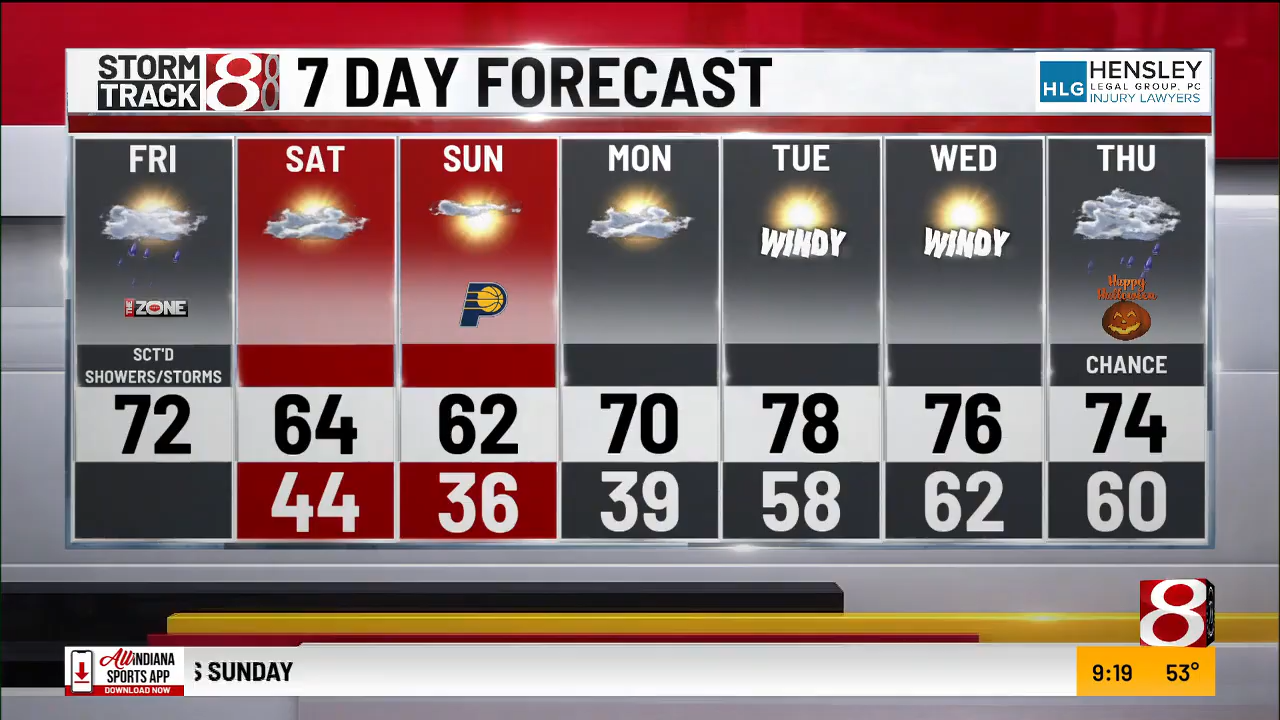 STORM TRACK 8 7 DAY FORECAST
HLG HENSLEY
LEGAL GROUP, PC
INJURY LAWYERS
FRI SAT SUN MON TUE WED THU
WINDY WINDY
THE ZONE
Happy
Halloween
SCT'D
SHOWERS/STORMS
CHANCE
72 64 62 70 78 76 74
44 36 39 58 62 60
8
All INDIANA
SPORTS APP
DOWNLOAD NOW
S SUNDAY
9:19 53°